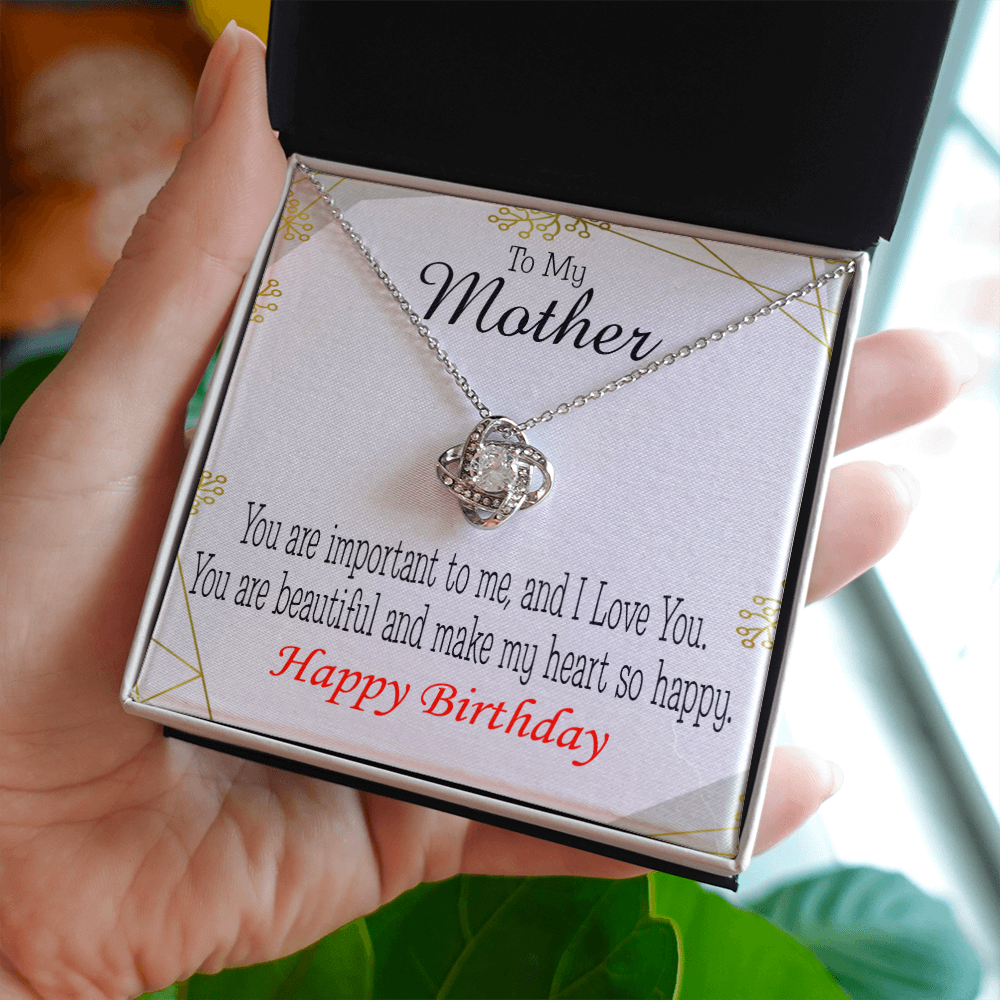 To My
Mother
You are important to me, and I Love You.
You are beautiful and make my heart so happy.
Happy Birthday